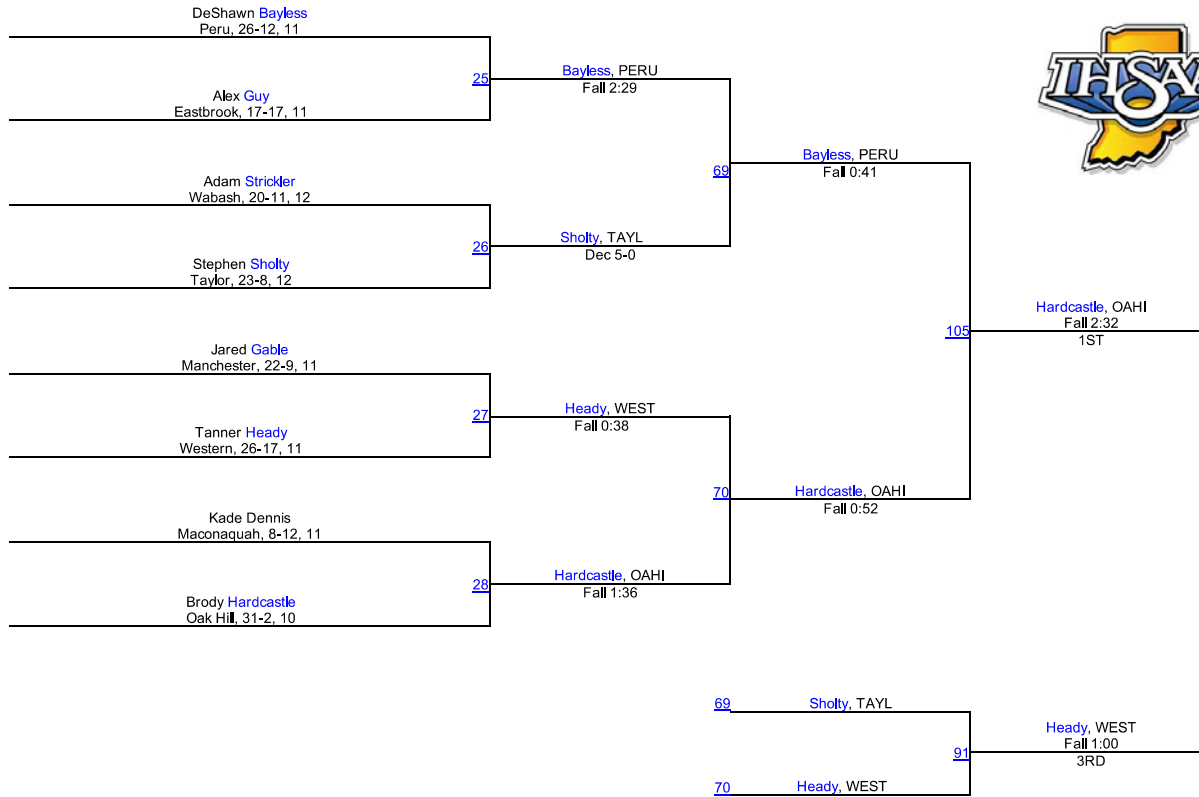 DeShawn Bayless
Peru, 26-12, 11
25
Bayless, PERU
Fall 2:29
Alex Guy
Eastbrook, 17-17, 11
69
Bayless, PERU
Fall 0:41
Adam Strickler
Wabash, 20-11, 12
26
Sholty, TAYL
Dec 5-0
Stephen Sholty
Taylor, 23-8, 12
105
Hardcastle, OAHI
Fall 2:32
1ST
Jared Gable
Manchester, 22-9, 11
27
Heady, WEST
Fall 0:38
Tanner Heady
Western, 26-17, 11
70
Hardcastle, OAHI
Fall 0:52
Kade Dennis
Maconaquah, 8-12, 11
28
Hardcastle, OAHI
Fall 1:36
Brody Hardcastle
Oak Hill, 31-2, 10
69
Sholty, TAYL
91
Heady, WEST
Fall 1:00
3RD
70
Heady, WEST
IHSAA